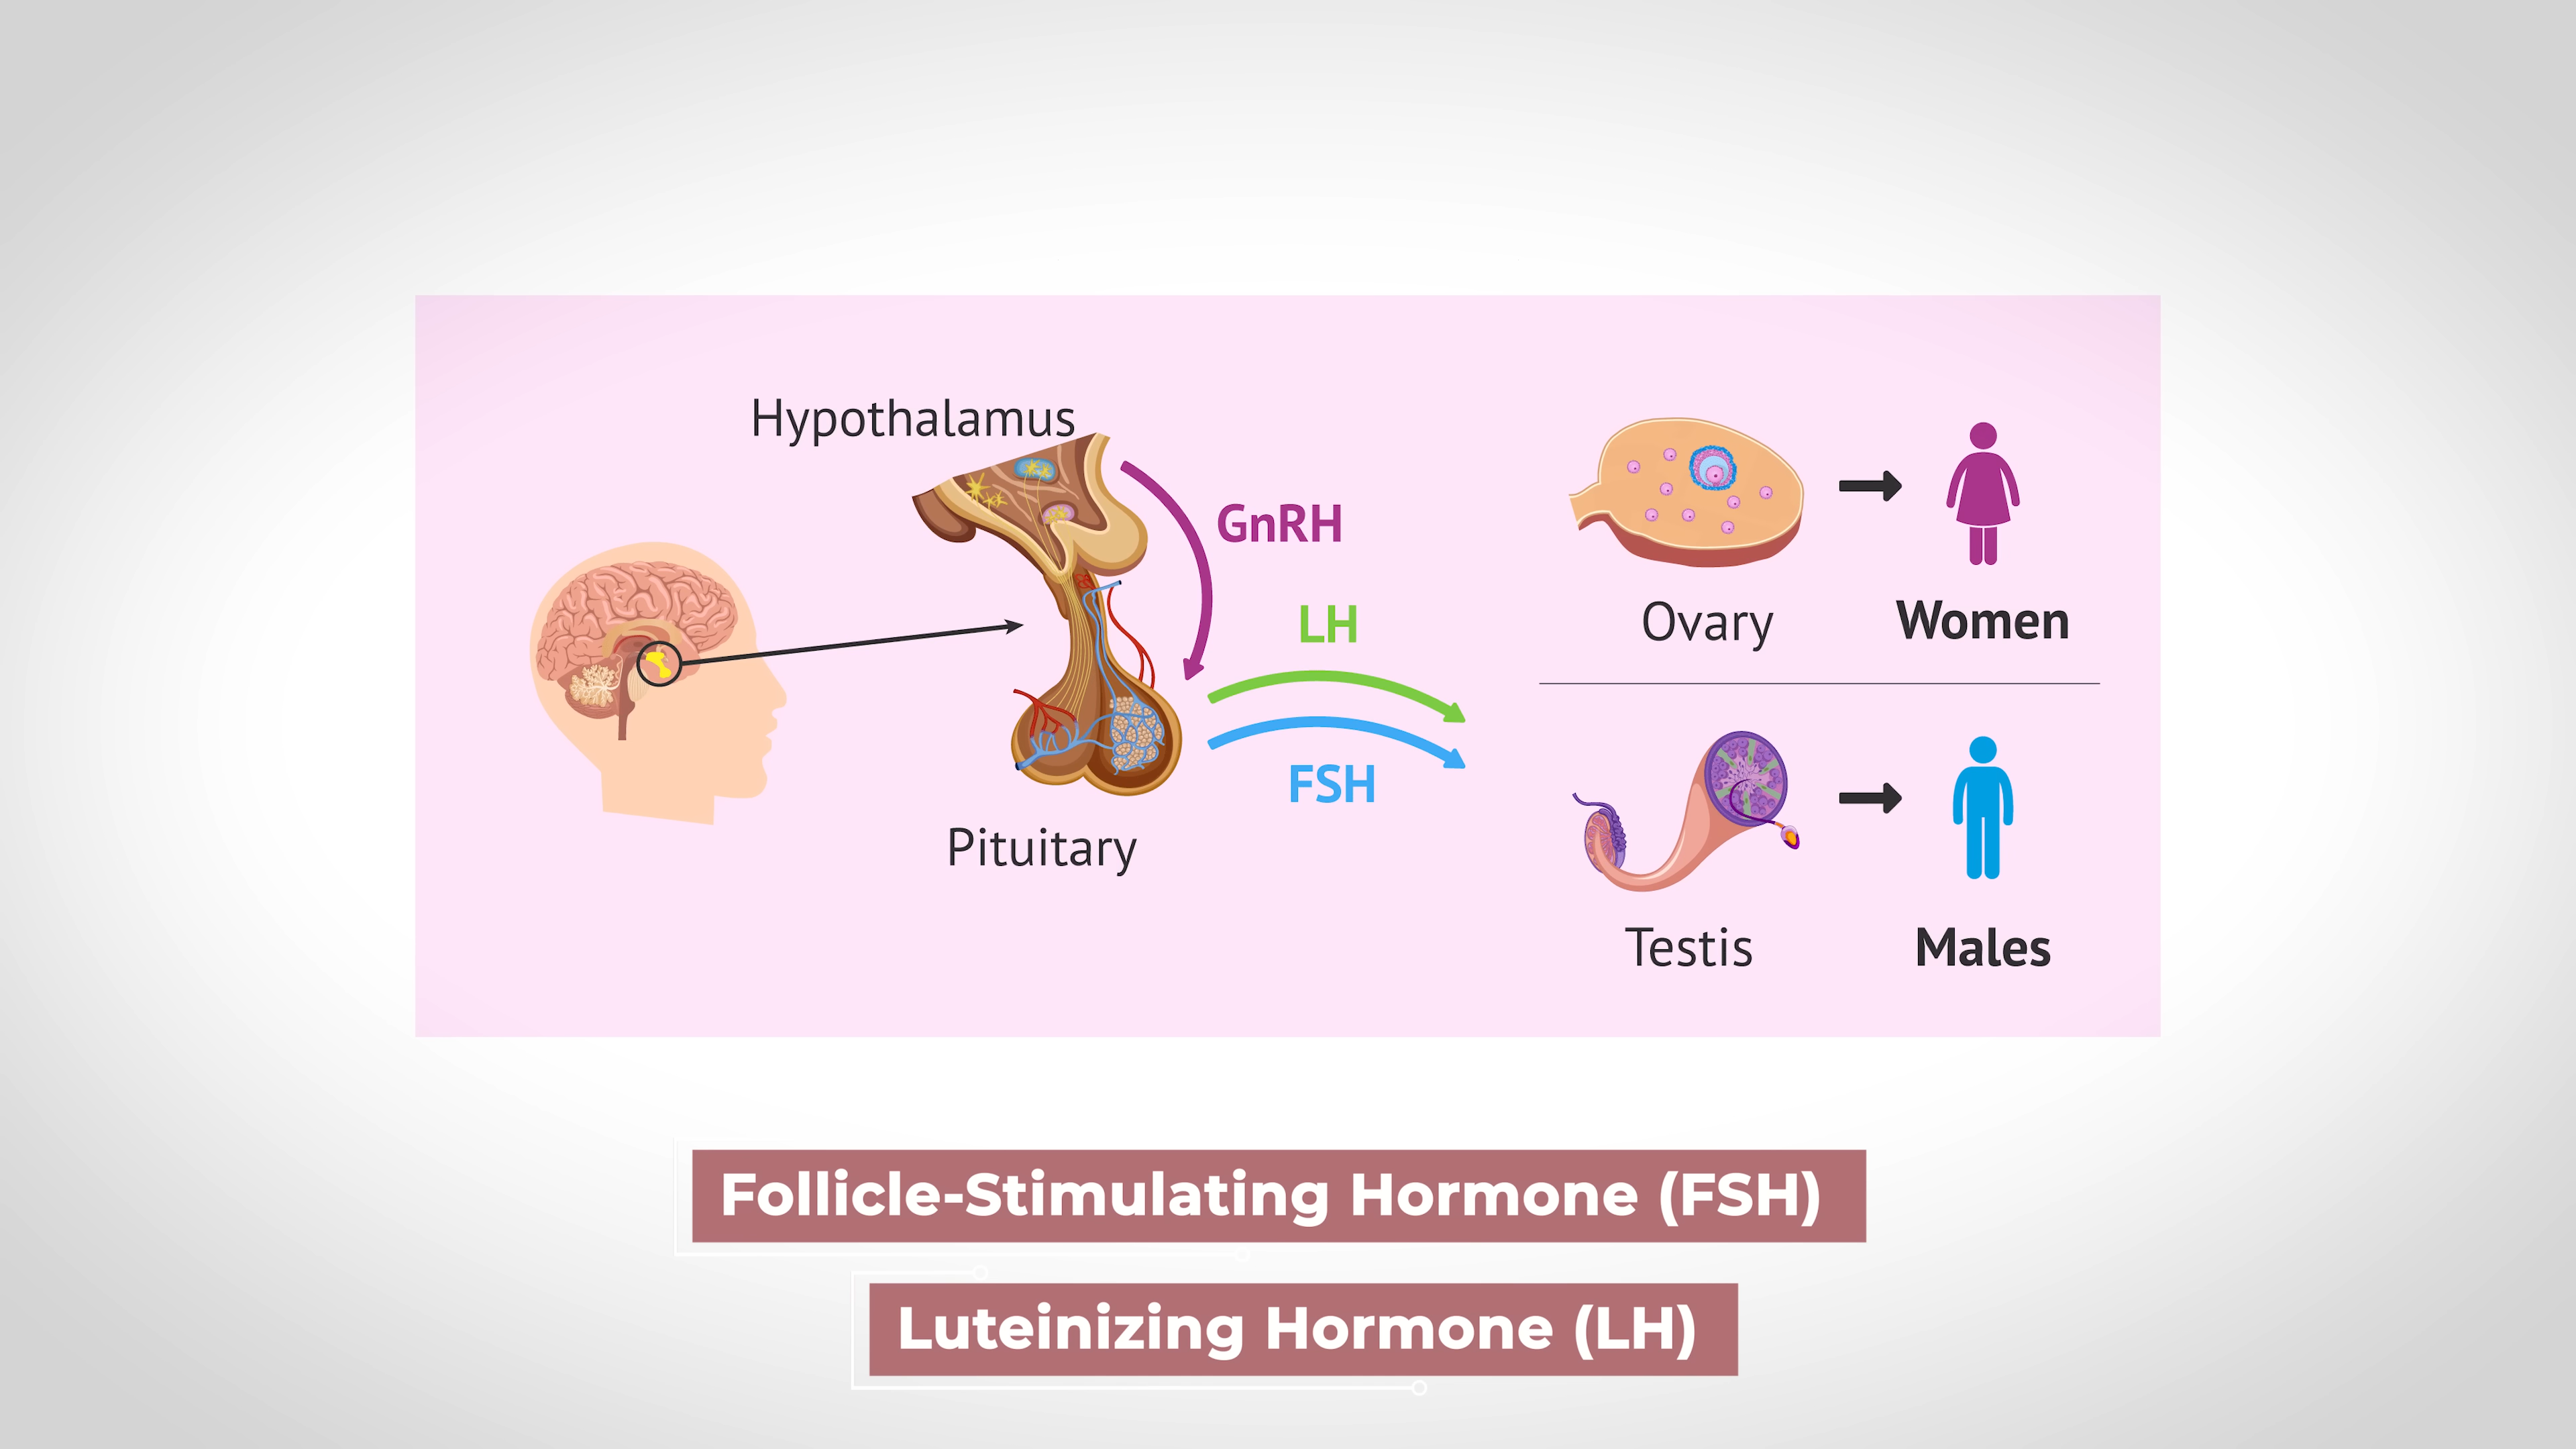 Hypothalamus
GnRH
LH
FSH
Pituitary
Ovary
Women
Testis
Males
Follicle-Stimulating Hormone (FSH)
Luteinizing Hormone (LH)